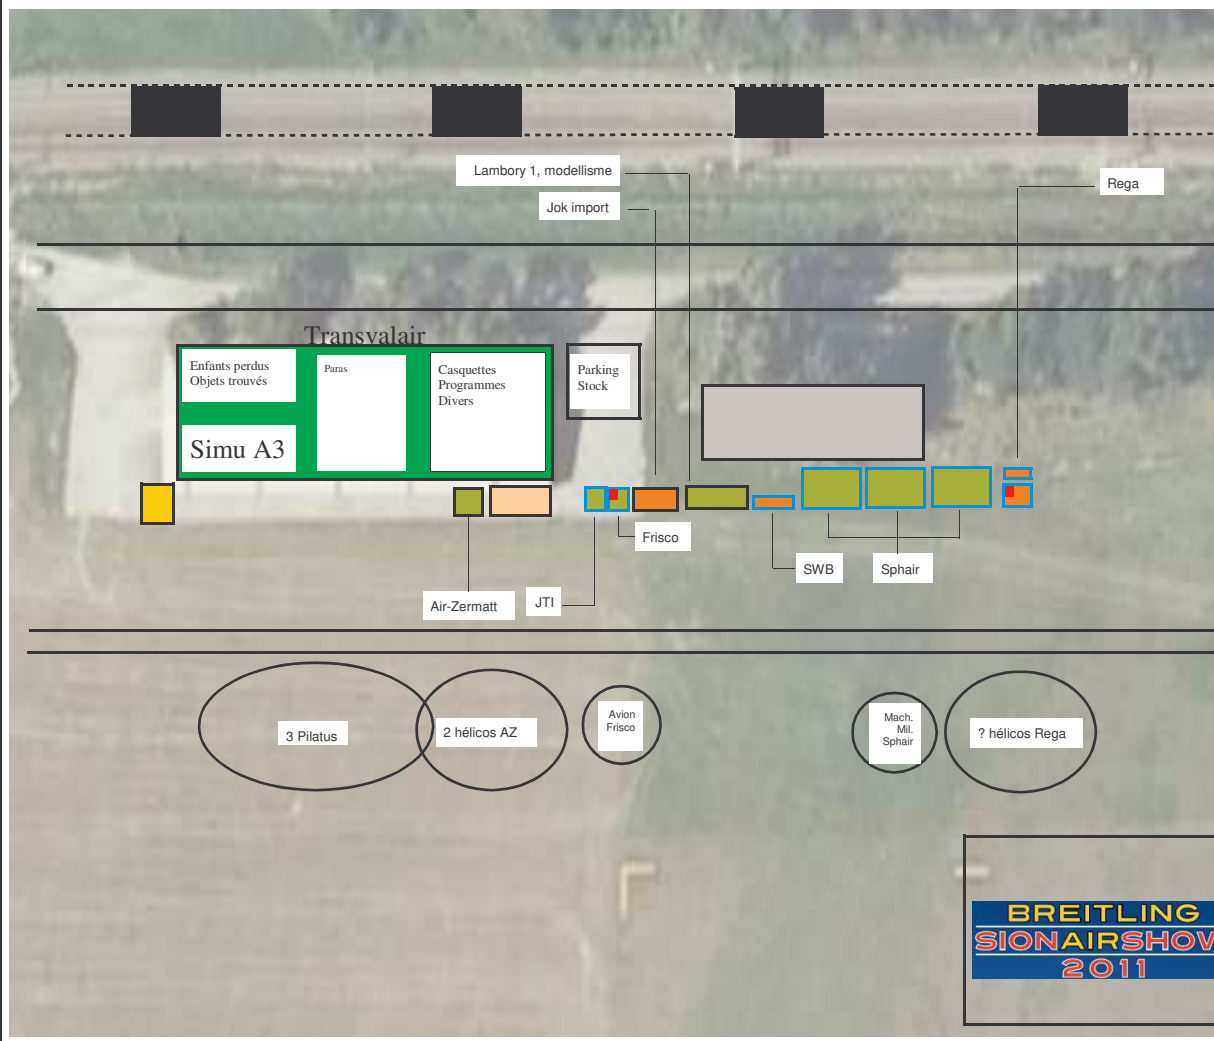 Lambory 1, modellisme
Rega
Jok import
Transvalair
Enfants perdus
Objets trouvés
Paras
Casquettes
Programmes
Divers
Parking
Stock
Simu A3
Frisco
SWB
Sphair
Air-Zermatt
JTI
3 Pilatus
2 hélicos AZ
Avion
Frisco
Mach.
Mil.
Sphair
? hélicos Rega
BREITLING
SIONAIRSHOW
2011